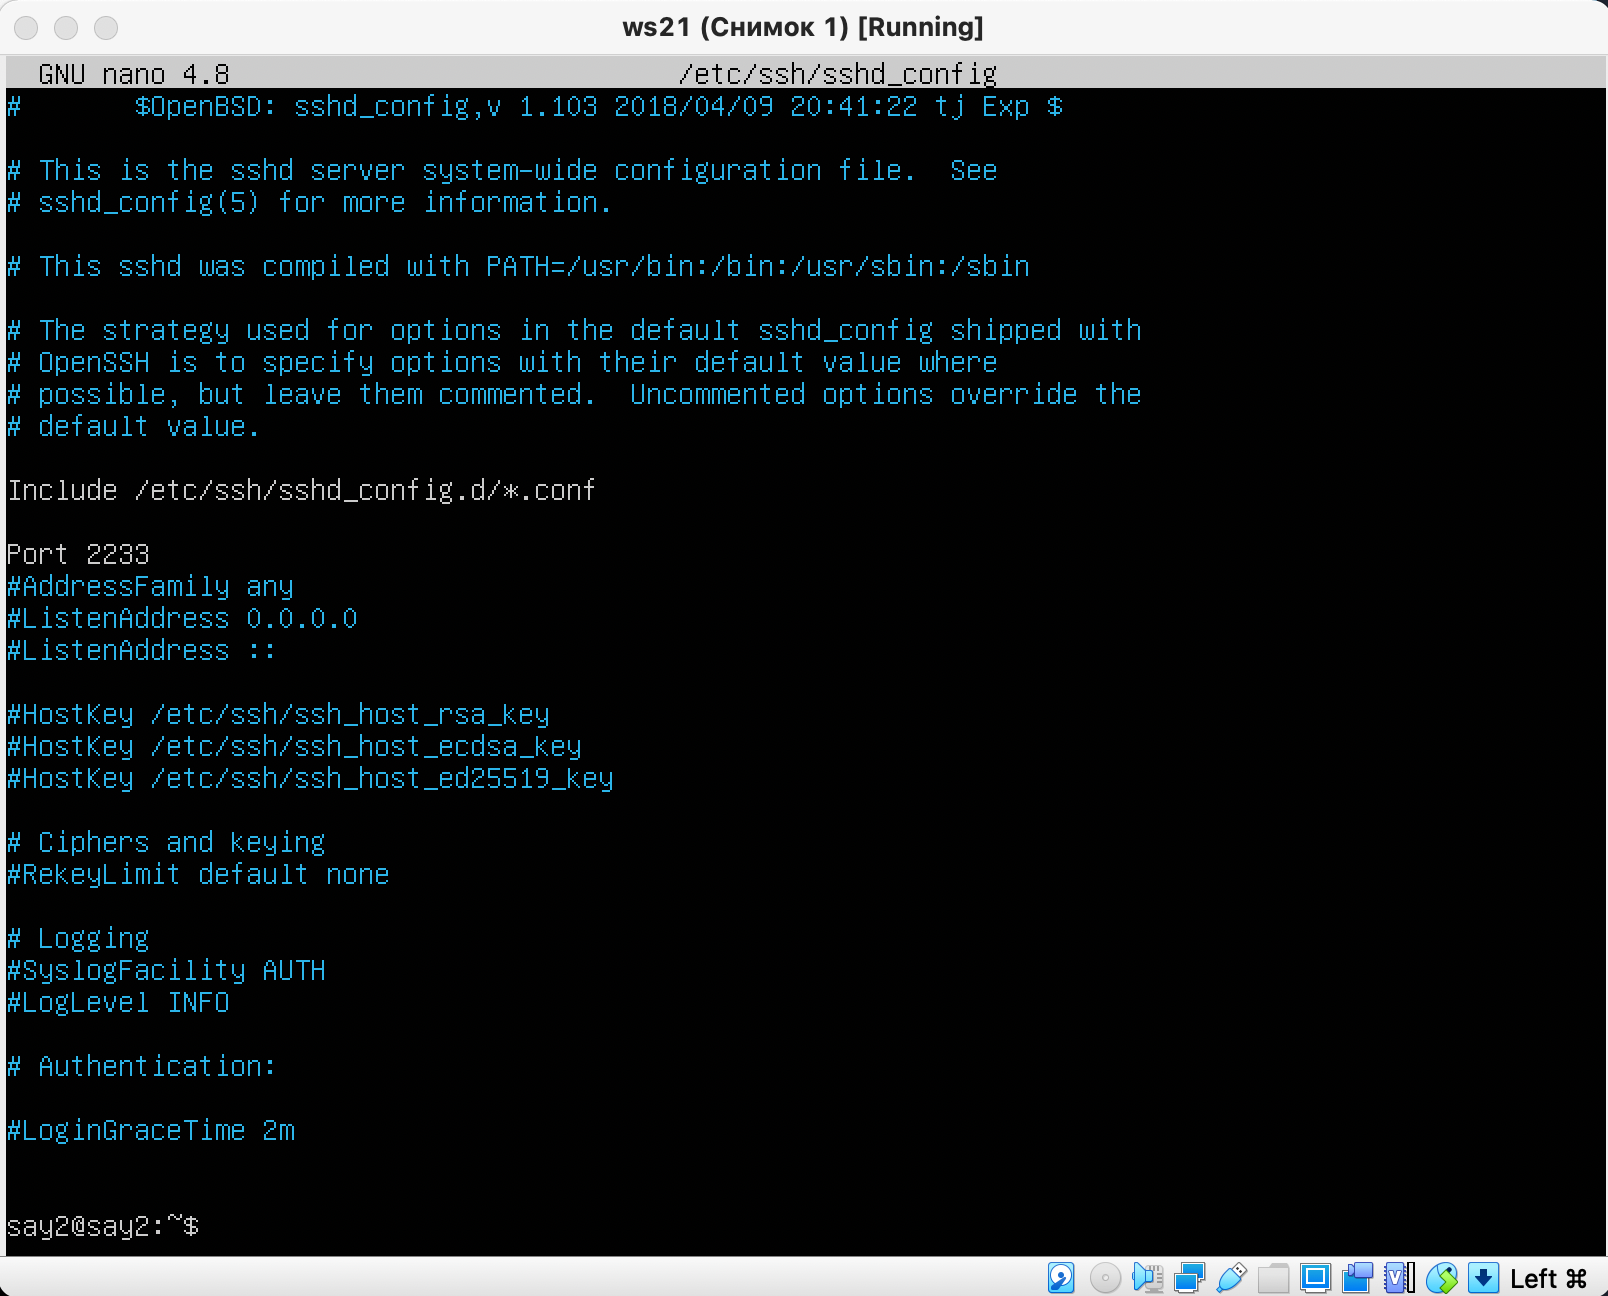 ws21 (Снимок 1) [Running]
GNU nano 4.8 /etc/ssh/sshd_config
# $OpenBSD: sshd_config,v 1.103 2018/04/09 20:41:22 tj Exp $
# This is the sshd server system-wide configuration file.  See
# sshd_config(5) for more information.
# This sshd was compiled with PATH=/usr/bin:/bin:/usr/sbin:/sbin
# The strategy used for options in the default sshd_config shipped with
# OpenSSH is to specify options with their default value where
# possible, but leave them commented.  Uncommented options override the
# default value.
Include /etc/ssh/sshd_config.d/*.conf
Port 2233
#AddressFamily any
#ListenAddress 0.0.0.0
#ListenAddress ::
#HostKey /etc/ssh/ssh_host_rsa_key
#HostKey /etc/ssh/ssh_host_ecdsa_key
#HostKey /etc/ssh/ssh_host_ed25519_key
# Ciphers and keying
#RekeyLimit default none
# Logging
#SyslogFacility AUTH
#LogLevel INFO
# Authentication:
#LoginGraceTime 2m
say2@say2:~$
Left ⌘